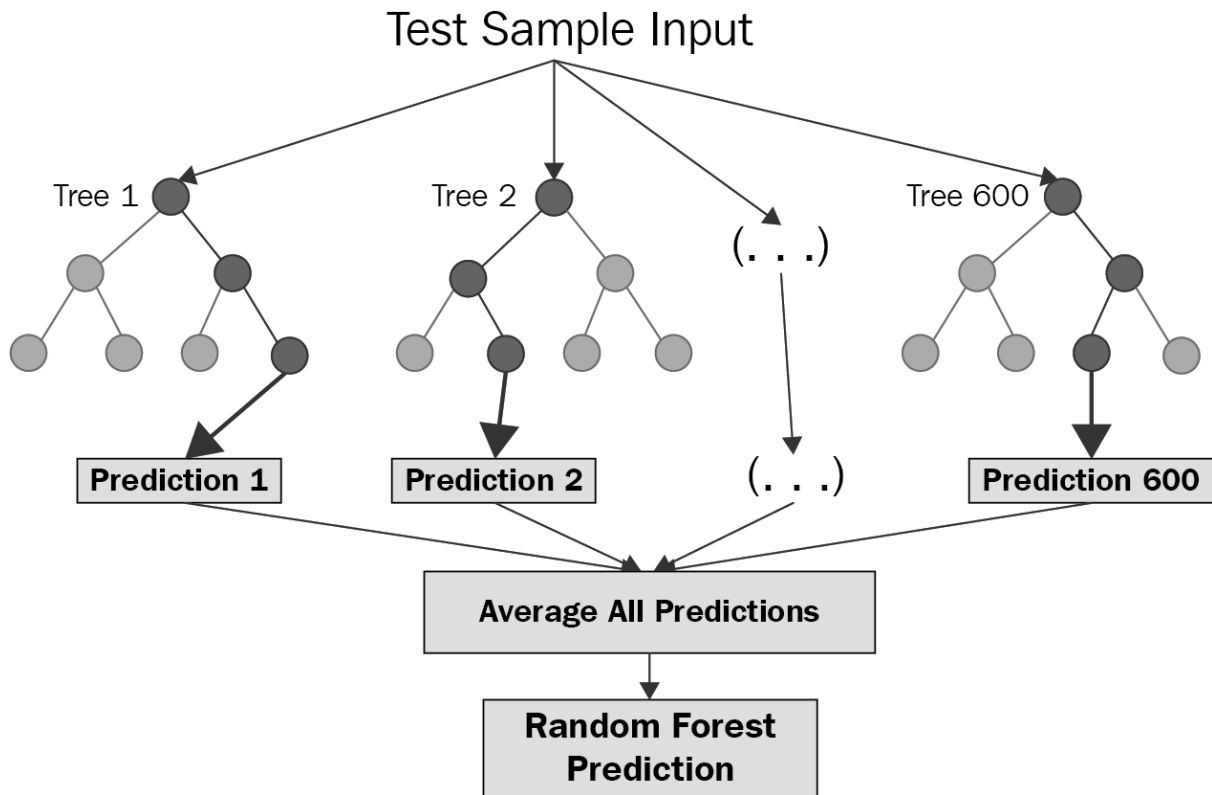 Test Sample Input
Tree 1
Tree 2
Tree 600
(. . .)
Prediction 1
Prediction 2
(. . .)
Prediction 600
Average All Predictions
Random Forest
Prediction